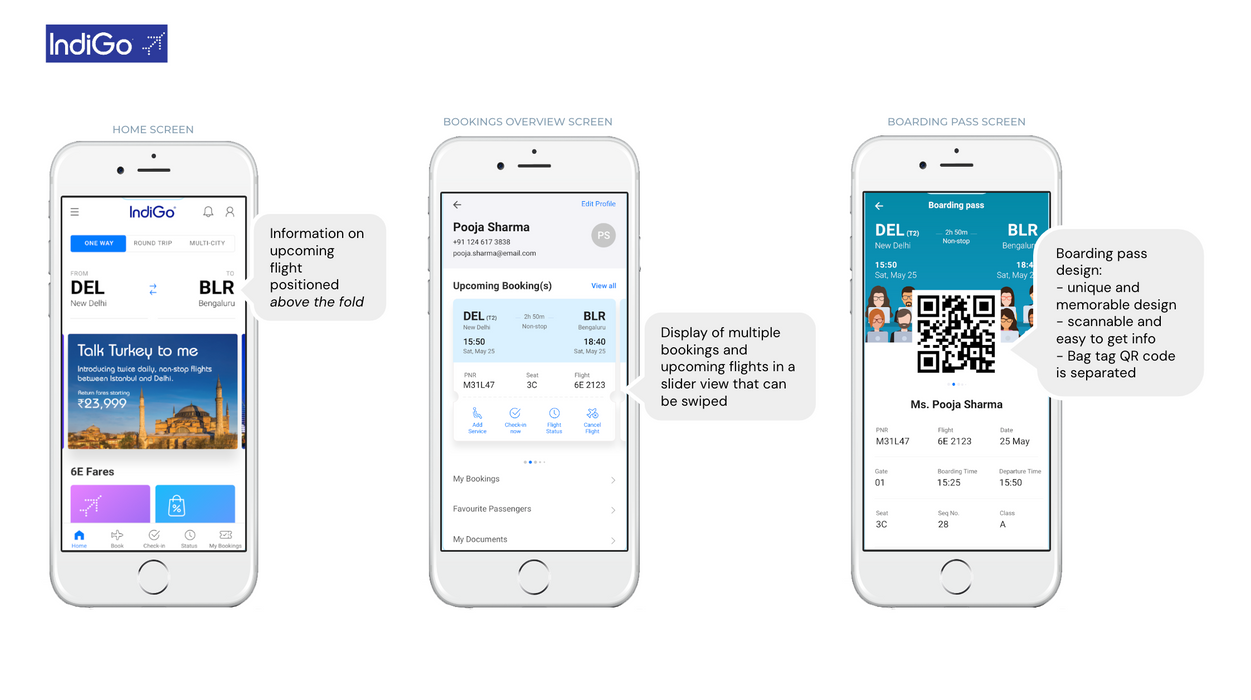 IndiGo
HOME SCREEN
IndiGo
ONE WAY ROUND TRIP MULTI-CITY
FROM TO
DEL BLR
New Delhi Bengaluru
Talk Turkey to me
Introducing twice daily, non-stop flights
between Istanbul and Delhi.
Return fares starting
₹23,999
6E Fares
%
Home Book Check-in Status My Bookings
Information on
upcoming
flight
positioned
above the fold
BOOKINGS OVERVIEW SCREEN
Edit Profile
Pooja Sharma
+91 124 617 3838
pooja.sharma@email.com
PS
Upcoming Booking(s) View all
DEL (T2) 2h 50m BLR
New Delhi Non-stop Bengaluru
15:50 18:40
Sat, May 25 Sat, May 25
PNR Seat Flight
M31L47 3C 6E 2123
Add Check-in Flight Cancel
Service now Status Flight
My Bookings
Favourite Passengers
My Documents
Display of multiple
bookings and
upcoming flights in a
slider view that can
be swiped
BOARDING PASS SCREEN
Boarding pass
DEL (T2) 2h 50m BLR
New Delhi Non-stop Bengalur
15:50 18:4
Sat, May 25 Sat, May 2
Ms. Pooja Sharma
PNR Flight Date
M31L47 6E 2123 25 May
Gate Boarding Time Departure Time
01 15:25 15:50
Seat Seq No. Class
3C 28 A
Boarding pass
design:
- unique and
memorable design
- scannable and
easy to get info
- Bag tag QR code
is separated